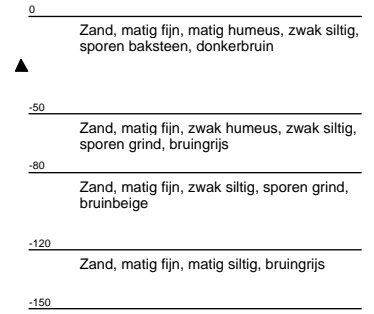 0
Zand, matig fijn, matig humeus, zwak siltig,
sporen baksteen, donkerbruin
-50
Zand, matig fijn, zwak humeus, zwak siltig,
sporen grind, bruingrijs
-80
Zand, matig fijn, zwak siltig, sporen grind,
bruinbeige
-120
Zand, matig fijn, matig siltig, bruingrijs
-150